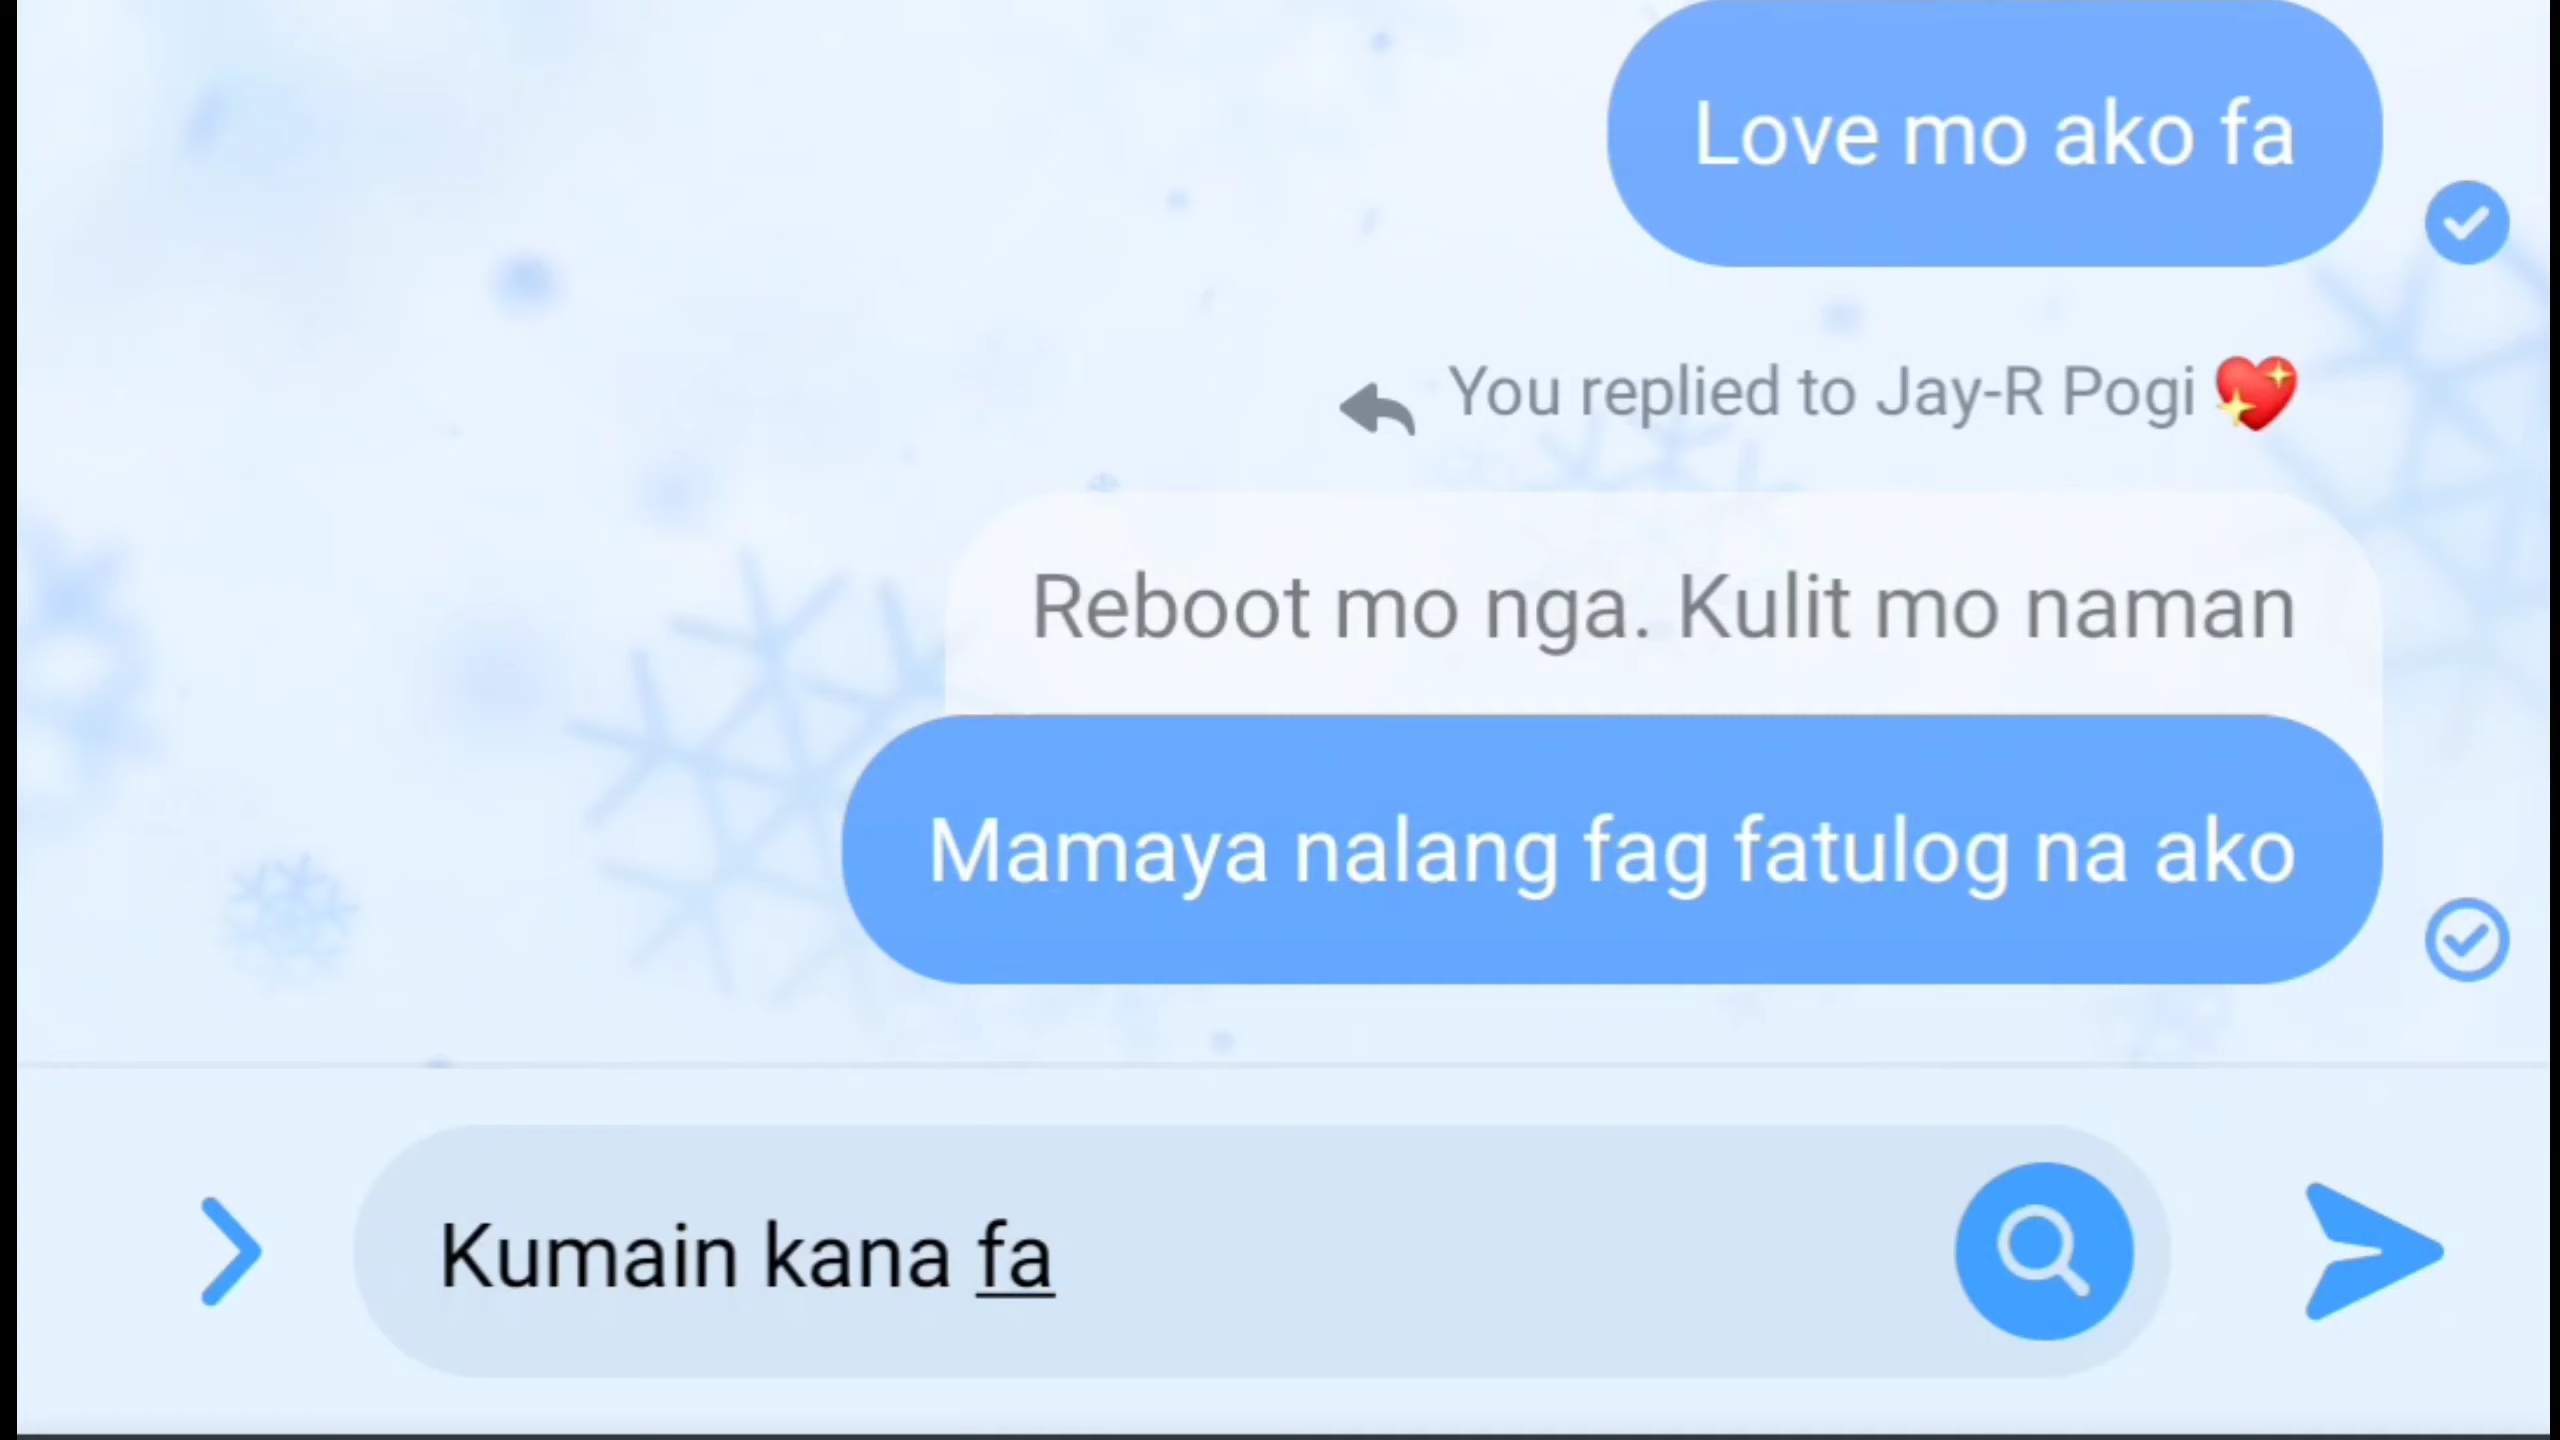 Love mo ako fa
You replied to Jay-R Pogi 💖
Reboot mo nga. Kulit mo naman
Mamaya nalang fag fatulog na ako
Kumain kana fa